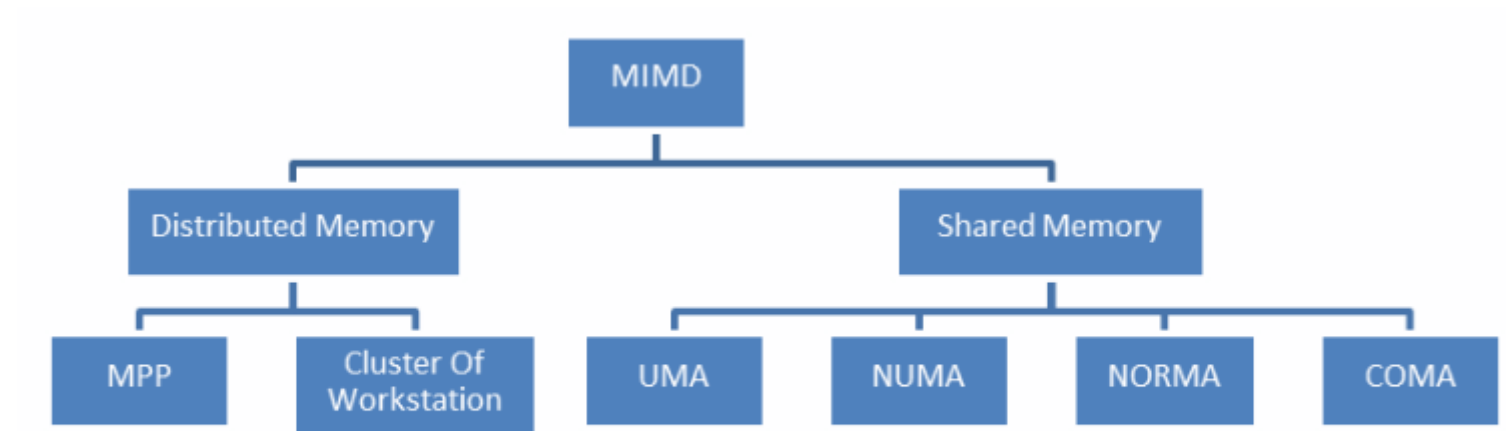 MIMD
Distributed Memory
Shared Memory
MPP
Cluster Of
Workstation
UMA
NUMA
NORMA
COMA